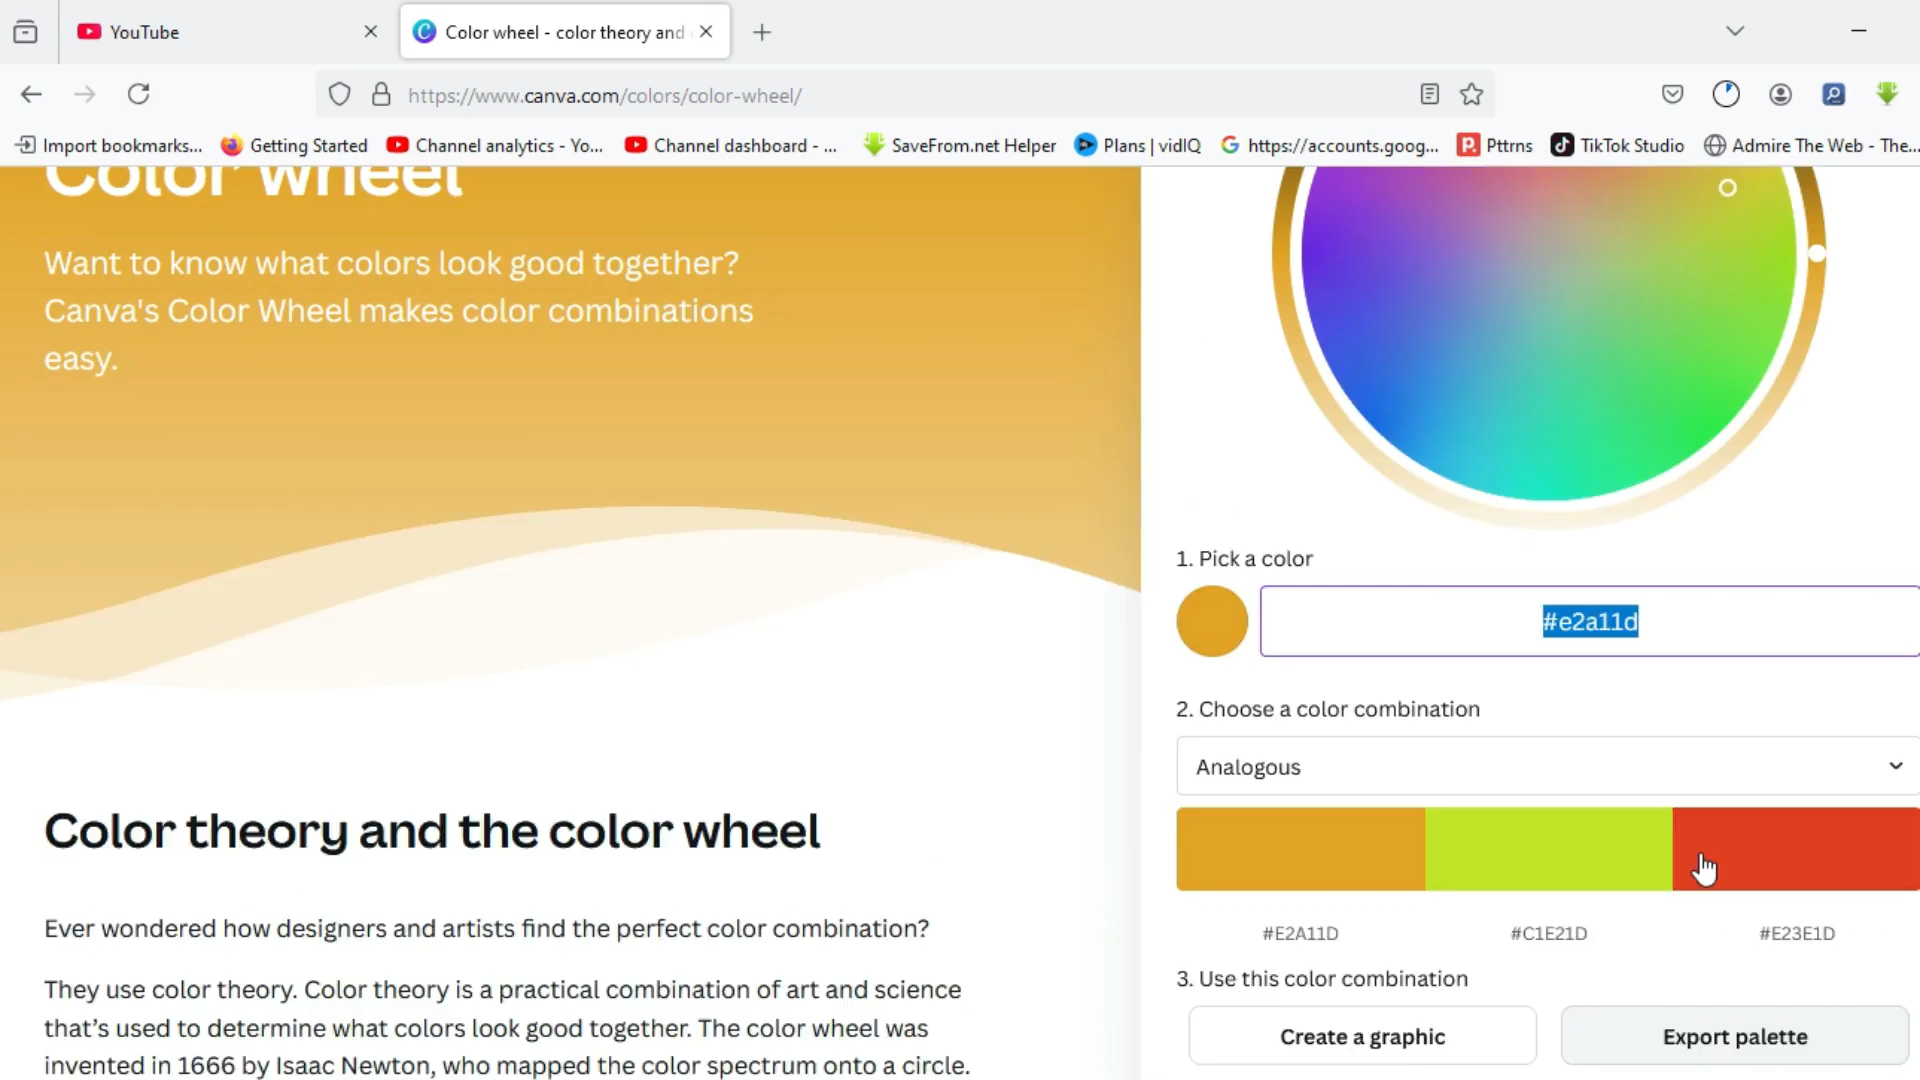 YouTube
Color wheel - color theory and
https://www.canva.com/colors/color-wheel/
Import bookmarks...
Getting Started
Channel analytics - Yo...
Channel dashboard - ...
SaveFrom.net Helper
Plans | vidIQ
https://accounts.goog...
Pttrns
TikTok Studio
Admire The Web - The...
Color wheel
Want to know what colors look good together?
Canva's Color Wheel makes color combinations
easy.
Color theory and the color wheel
Ever wondered how designers and artists find the perfect color combination?
They use color theory. Color theory is a practical combination of art and science
that’s used to determine what colors look good together. The color wheel was
invented in 1666 by Isaac Newton, who mapped the color spectrum onto a circle.
1. Pick a color
#e2a11d
2. Choose a color combination
Analogous
#E2A11D
#C1E21D
#E23E1D
3. Use this color combination
Create a graphic
Export palette